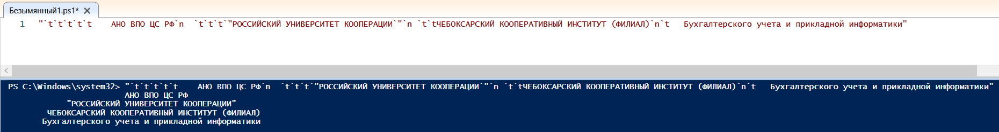 Безымянный1.ps1* X
1 "`t`t`t`t`t    АНО ВПО ЦС РФ`n  `t`t`t`"РОССИЙСКИЙ УНИВЕРСИТЕТ КООПЕРАЦИИ`"`n `t`tЧЕБОКСАРСКИЙ КООПЕРАТИВНЫЙ ИНСТИТУТ (ФИЛИАЛ)`n`t   Бухгалтерского учета и прикладной информатики"
PS C:\Windows\system32> "`t`t`t`t`t    АНО ВПО ЦС РФ`n  `t`t`t`"РОССИЙСКИЙ УНИВЕРСИТЕТ КООПЕРАЦИИ`"`n `t`tЧЕБОКСАРСКИЙ КООПЕРАТИВНЫЙ ИНСТИТУТ (ФИЛИАЛ)`n`t   Бухгалтерского учета и прикладной информатики"
АНО ВПО ЦС РФ
"РОССИЙСКИЙ УНИВЕРСИТЕТ КООПЕРАЦИИ"
ЧЕБОКСАРСКИЙ КООПЕРАТИВНЫЙ ИНСТИТУТ (ФИЛИАЛ)
Бухгалтерского учета и прикладной информатики